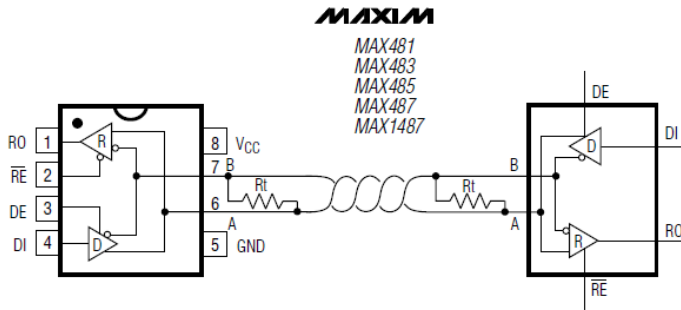 MAXIM
MAX481
MAX483
MAX485
MAX487
MAX1487
DE
RO 1 R 8 VCC B D DI
RE 2 7 B Rt Rt
DE 3 6 A A
DI 4 D 5 GND R RO
RE